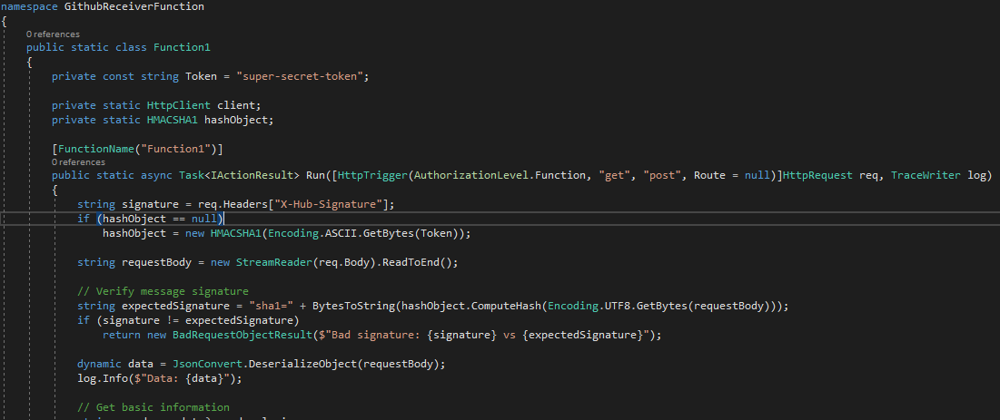 namespace GithubReceiverFunction
{
0 references
public static class Function1
{
private const string Token = "super-secret-token";
private static HttpClient client;
private static HMACSHA1 hashObject;
[FunctionName("Function1")]
0 references
public static async Task<IActionResult> Run([HttpTrigger(AuthorizationLevel.Function, "get", "post", Route = null)]HttpRequest req, TraceWriter log)
{
string signature = req.Headers["X-Hub-Signature"];
if (hashObject == null)
hashObject = new HMACSHA1(Encoding.ASCII.GetBytes(Token));
string requestBody = new StreamReader(req.Body).ReadToEnd();
// Verify message signature
string expectedSignature = "sha1=" + BytesToString(hashObject.ComputeHash(Encoding.UTF8.GetBytes(requestBody)));
if (signature != expectedSignature)
return new BadRequestObjectResult($"Bad signature: {signature} vs {expectedSignature}");
dynamic data = JsonConvert.DeserializeObject(requestBody);
log.Info($"Data: {data}");
// Get basic information